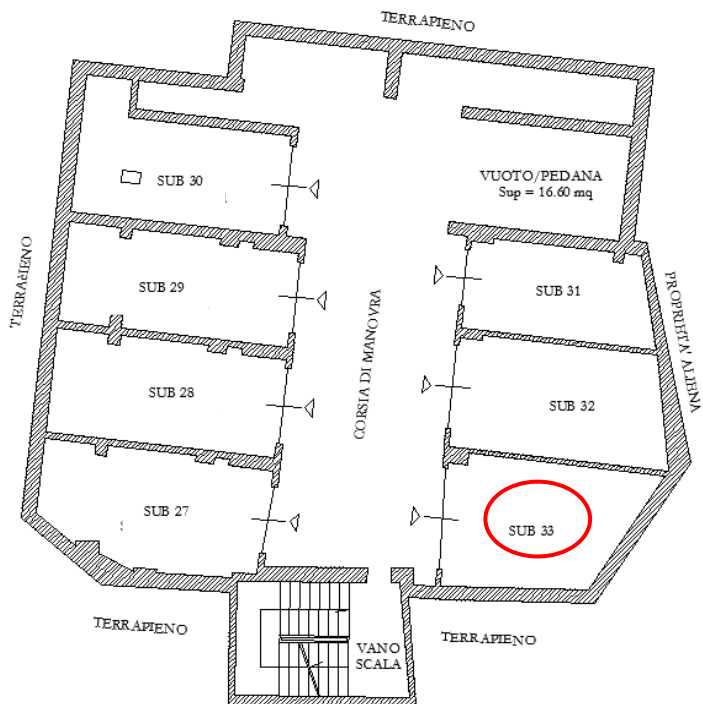 TERRAPIENO
SUB 30
VUOTO/PEDANA
Sup = 16.60 mq
TERRAPIENO
SUB 29
SUB 31
PROPRIETA' ALIENA
CORSIA DI MANOVRA
SUB 28
SUB 32
SUB 27
SUB 33
TERRAPIENO
VANO
SCALA
TERRAPIENO